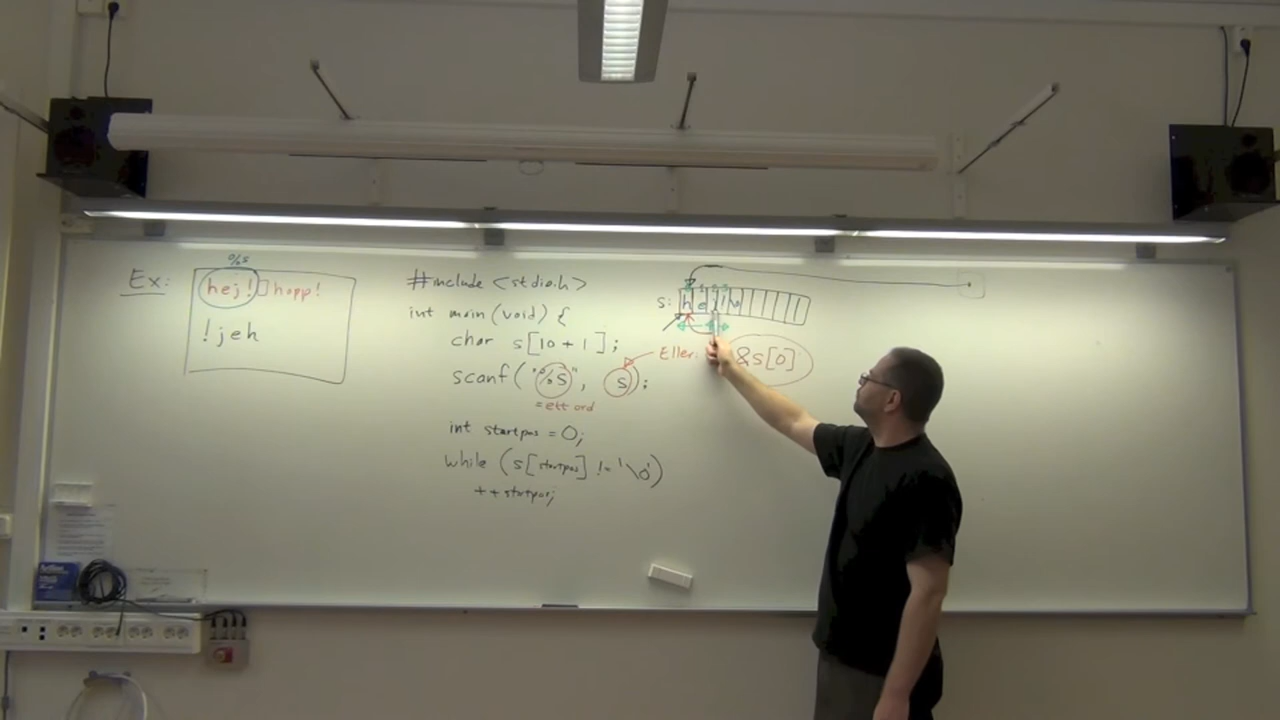 Ex:
%s
hej! hopp!
!jeh
#include <stdio.h>
int main(void) {
char s[10 + 1];
scanf("%s", s);
= ett ord
int startpos = 0;
while (s[startpos] != '\0')
++startpos;
s:
h e
Eller: &s[0]